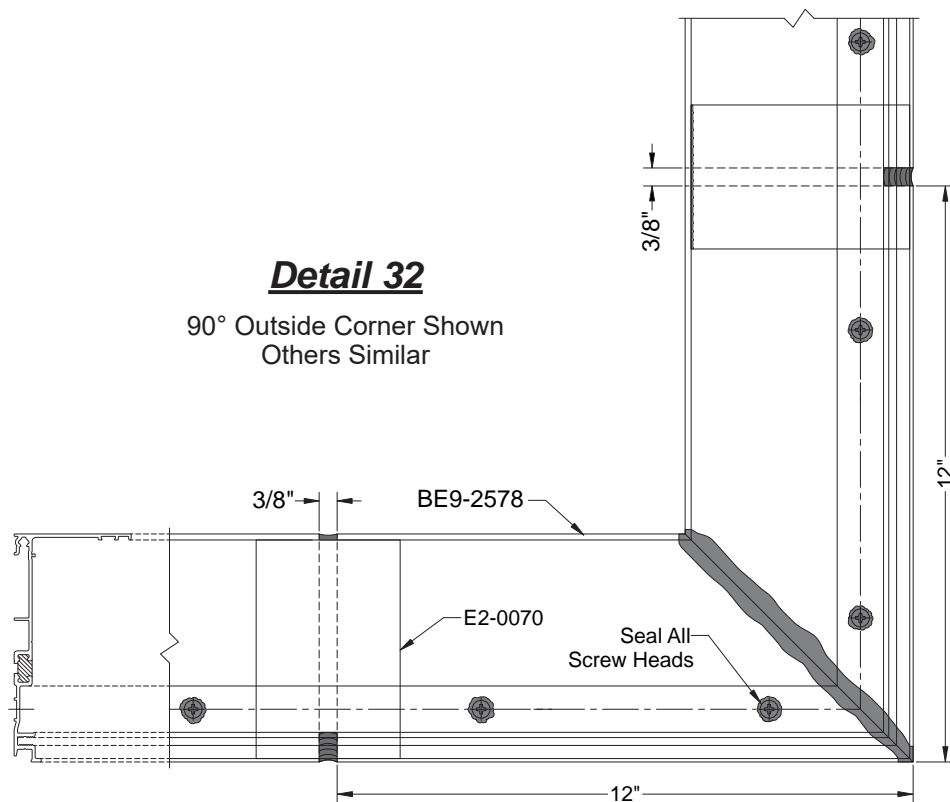 3/8"
Detail 32
90° Outside Corner Shown
Others Similar
12"
3/8"
BE9-2578
E2-0070
Seal All
Screw Heads
12"